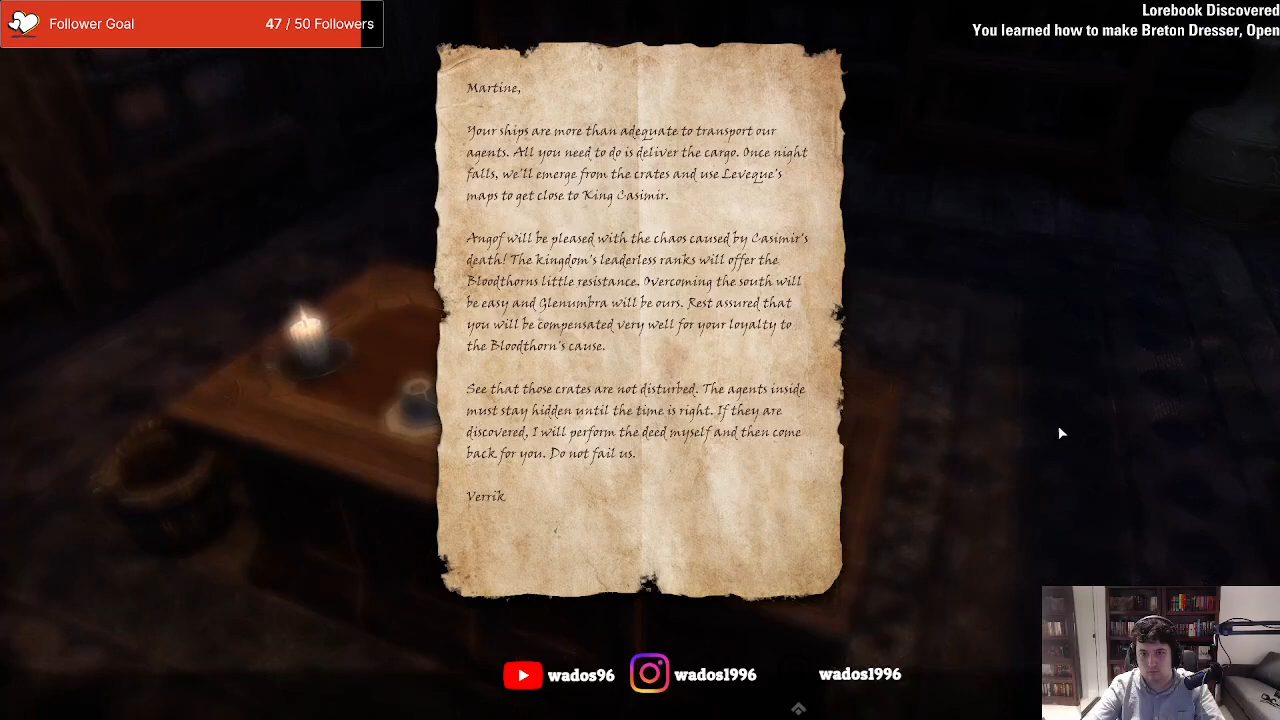 Follower Goal 47 / 50 Followers
Lorebook Discovered
You learned how to make Breton Dresser, Open
Martine,
Your ships are more than adequate to transport our
agents. All you need to do is deliver the cargo. Once night
falls, we'll emerge from the crates and use Leveque's
maps to get close to King Casimir.
Angof will be pleased with the chaos caused by Casimir's
death! The kingdom's leaderless ranks will offer the
Bloodthorns little resistance. Overcoming the south will
be easy and Glenumbra will be ours. Rest assured that
you will be compensated very well for your loyalty to
the Bloodthorn's cause.
See that those crates are not disturbed. The agents inside
must stay hidden until the time is right. If they are
discovered, I will perform the deed myself and then come
back for you. Do not fail us.
Verrik
wados96 wados1996 wados1996